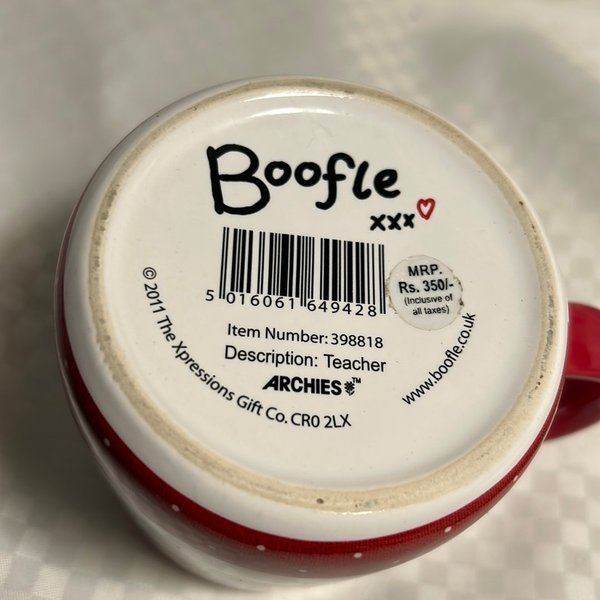 Boofle
xxx
5 016061 649428
MRP.
Rs. 350/-
(Inclusive of
all taxes)
Item Number: 398818
Description: Teacher
ARCHIES™
© 2011 The Xpressions Gift Co. CR0 2LX
www.boofle.co.uk